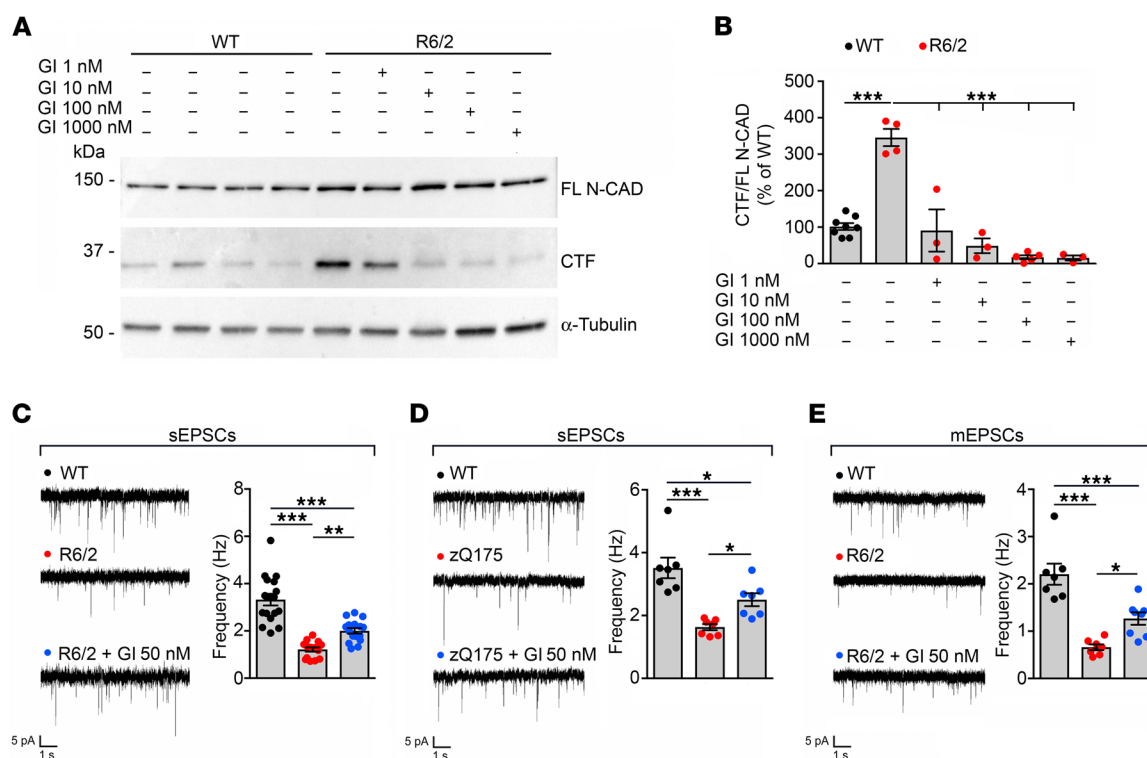 A
WT R6/2
GI 1 nM – – – – – + – – –
GI 10 nM – – – – – – + – –
GI 100 nM – – – – – – – + –
GI 1000 nM – – – – – – – – +
kDa
150 - FL N-CAD
37 - CTF
50 - α-Tubulin
B
WT R6/2
CTF/FL N-CAD
(% of WT)
500
400
300
200
100
0
*** ***
GI 1 nM – – + – – –
GI 10 nM – – – + – –
GI 100 nM – – – – + –
GI 1000 nM – – – – – +
C
sEPSCs
WT
R6/2
R6/2 + GI 50 nM
5 pA
1 s
Frequency (Hz)
8
6
4
2
0
***
***
**
D
sEPSCs
WT
zQ175
zQ175 + GI 50 nM
5 pA
1 s
Frequency (Hz)
6
4
2
0
*
***
*
E
mEPSCs
WT
R6/2
R6/2 + GI 50 nM
5 pA
1 s
Frequency (Hz)
4
3
2
1
0
***
***
*